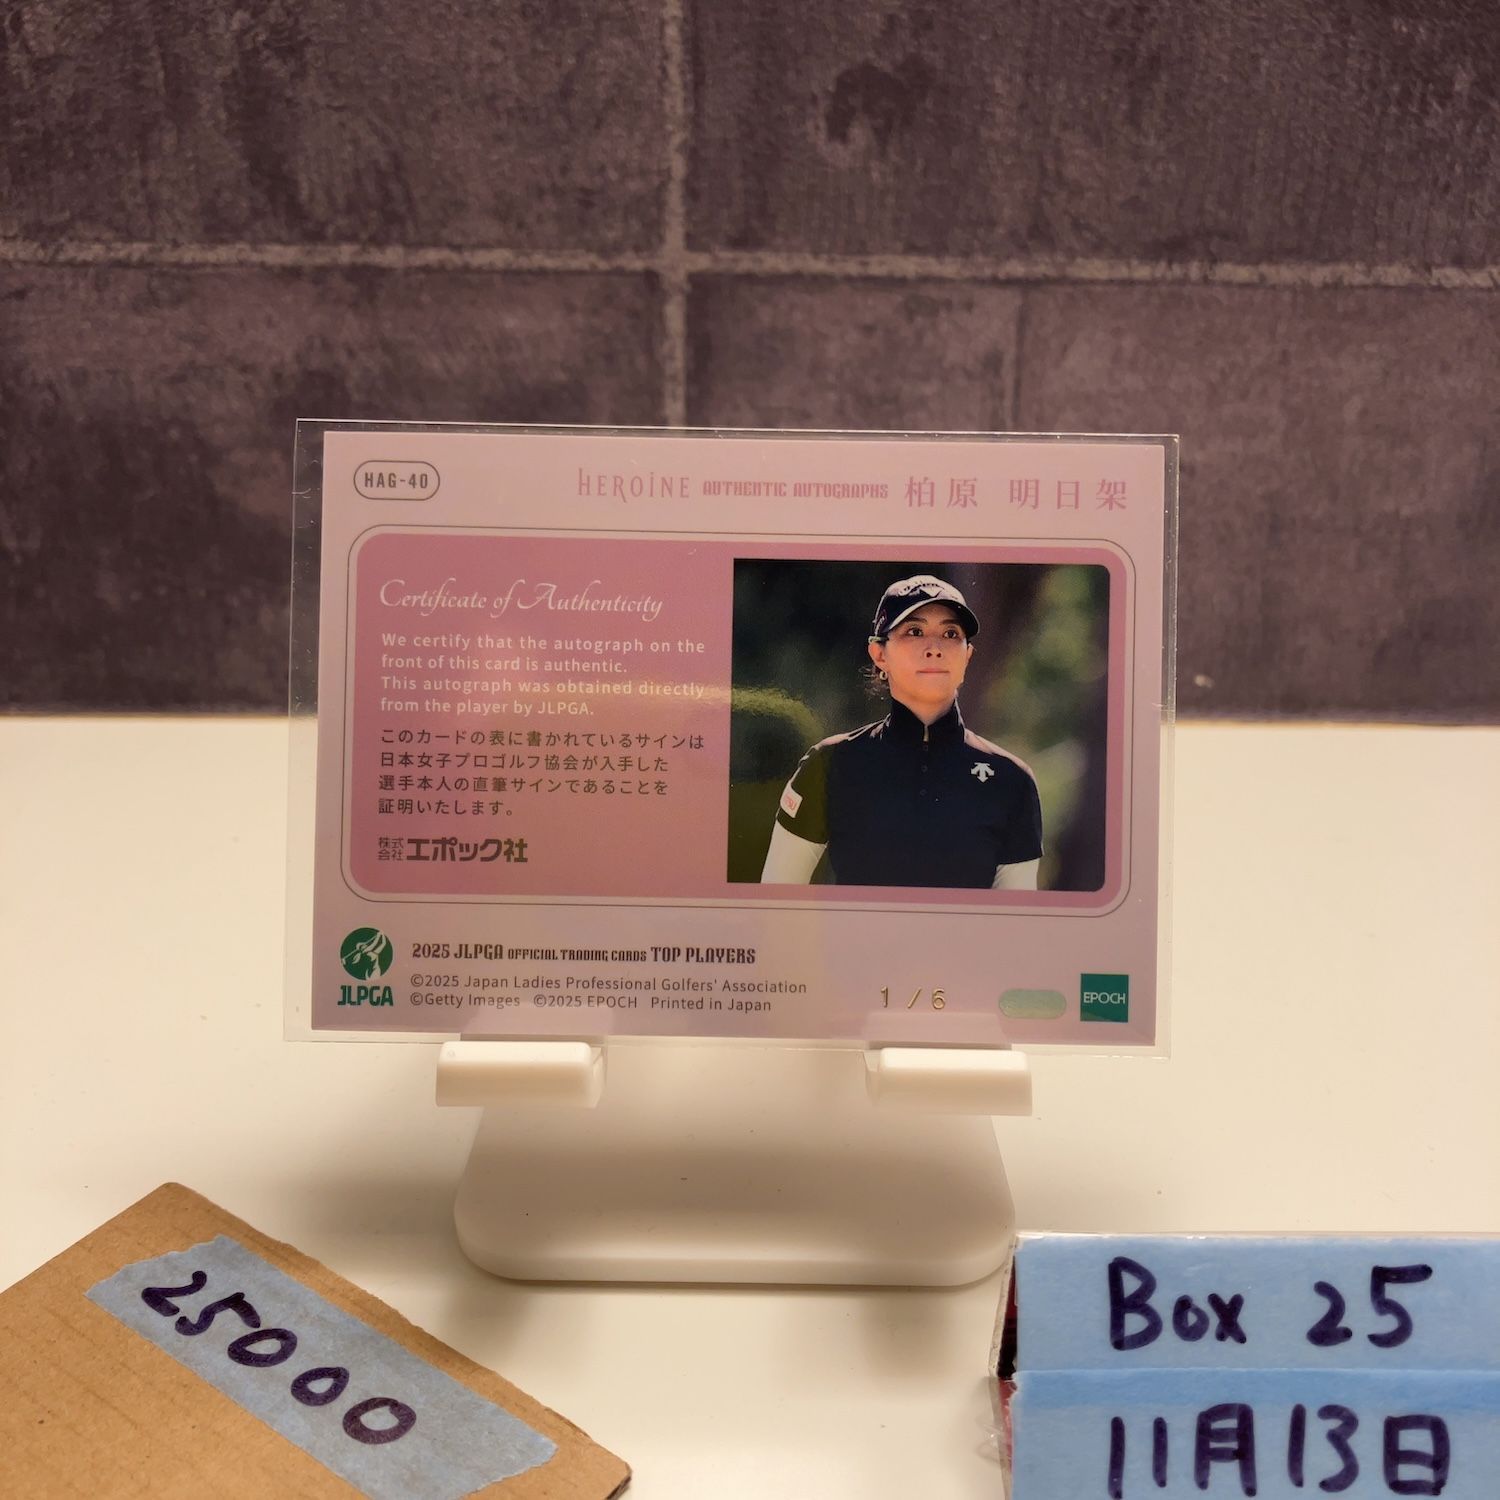 HAG-40
HEROINE AUTHENTIC AUTOGRAPHS 柏原 明日架
Certificate of Authenticity
We certify that the autograph on the
front of this card is authentic.
This autograph was obtained directly
from the player by JLPGA.
このカードの表に書かれているサインは
日本女子プロゴルフ協会が入手した
選手本人の直筆サインであることを
証明いたします。
株式会社 エポック社
JLPGA
2025 JLPGA OFFICIAL TRADING CARDS TOP PLAYERS
©2025 Japan Ladies Professional Golfers' Association
©Getty Images ©2025 EPOCH Printed in Japan
1 / 6
EPOCH
25000
Box 25
11月13日